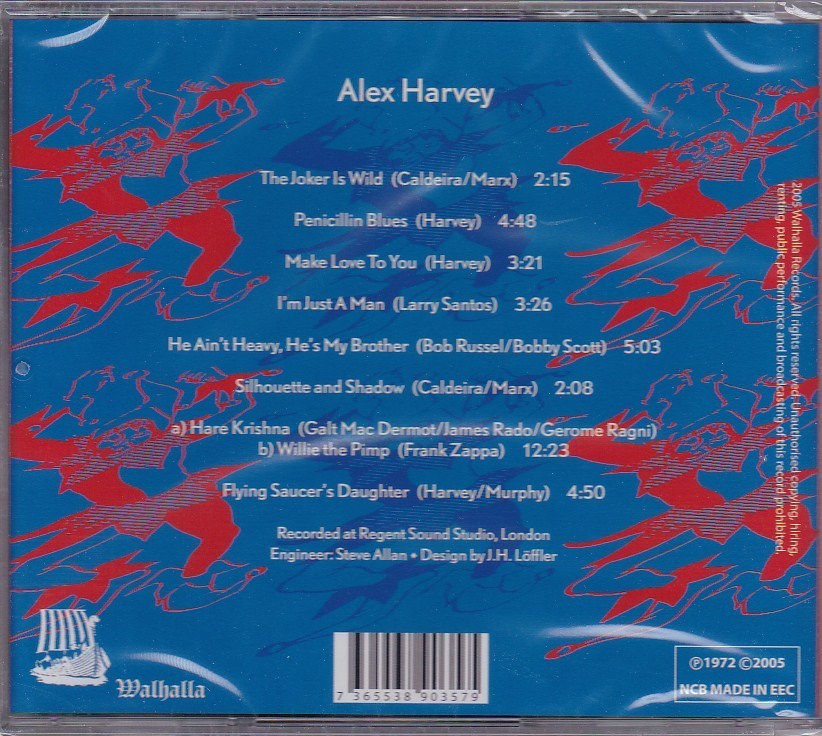 Alex Harvey
The Joker Is Wild (Caldeira/Marx) 2:15
Penicillin Blues (Harvey) 4:48
Make Love To You (Harvey) 3:21
I'm Just A Man (Larry Santos) 3:26
He Ain't Heavy, He's My Brother (Bob Russel/Bobby Scott) 5:03
Silhouette and Shadow (Caldeira/Marx) 2:08
a) Hare Krishna (Galt Mac Dermot/James Rado/Gerome Ragni)
b) Willie the Pimp (Frank Zappa) 12:23
Flying Saucer's Daughter (Harvey/Murphy) 4:50
Recorded at Regent Sound Studio, London
Engineer: Steve Allan • Design by J.H. Löffler
2005 Walhalla Records. All rights reserved. Unauthorised copying, hiring,
renting, public performance and broadcasting of this record prohibited.
Walhalla
7 365538 903579
℗1972 ©2005
NCB MADE IN EEC